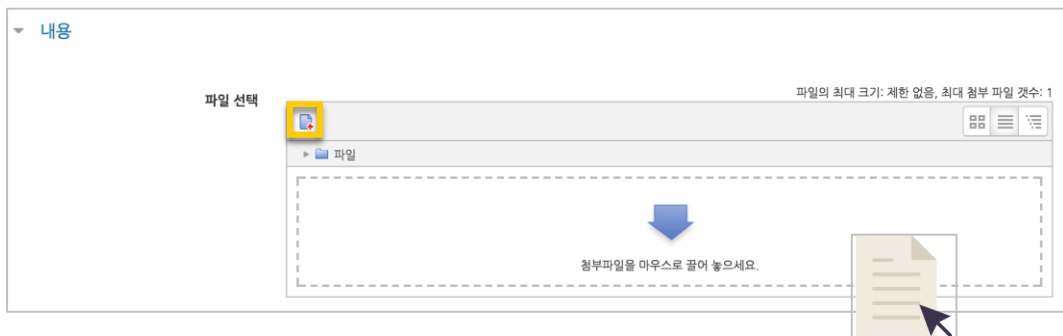 내용
파일의 최대 크기: 제한 없음, 최대 첨부 파일 갯수: 1
파일 선택
파일
첨부파일을 마우스로 끌어 놓으세요.